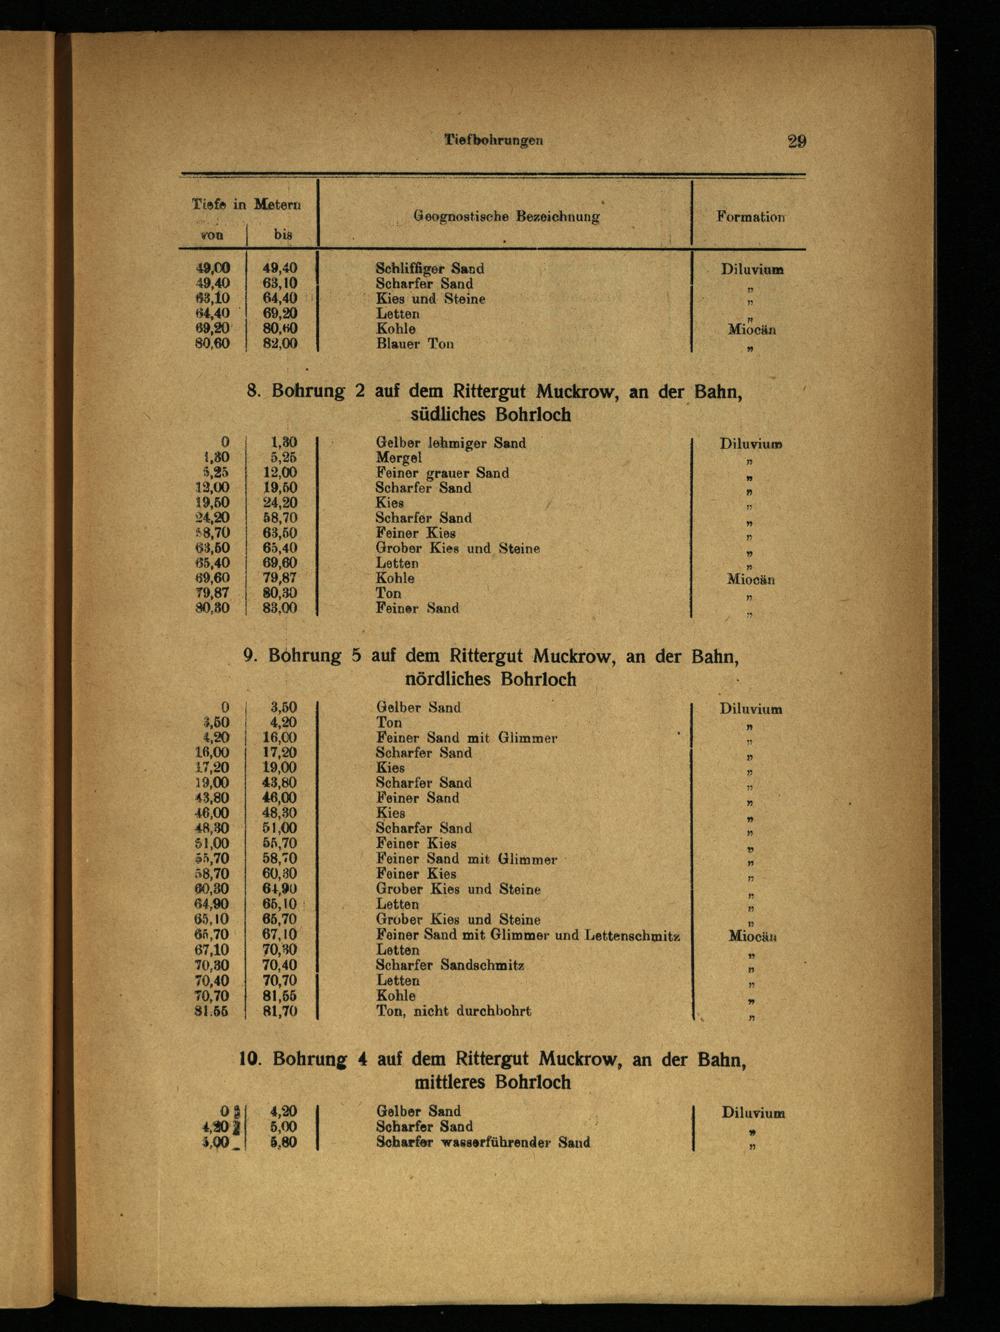 Tiefbohrungen 29
Tiefe in Metern Geognostische Bezeichnung Formation
von bis
49,00 49,40 Schliffiger Sand Diluvium
49,40 63,10 Scharfer Sand „
63,10 64,40 Kies und Steine „
64,40 69,20 Letten „
69,20 80,60 Kohle Miocän
80,60 82,00 Blauer Ton „
8. Bohrung 2 auf dem Rittergut Muckrow, an der Bahn,
südliches Bohrloch
0 1,30 Gelber lehmiger Sand Diluvium
1,30 5,25 Mergel „
5,25 12,00 Feiner grauer Sand „
12,00 19,50 Scharfer Sand „
19,50 24,20 Kies „
24,20 58,70 Scharfer Sand „
58,70 63,50 Feiner Kies „
63,50 65,40 Grober Kies und Steine „
65,40 69,60 Letten „
69,60 79,87 Kohle Miocän
79,87 80,30 Ton „
80,30 83,00 Feiner Sand „
9. Bohrung 5 auf dem Rittergut Muckrow, an der Bahn,
nördliches Bohrloch
0 3,50 Gelber Sand Diluvium
3,50 4,20 Ton „
4,20 16,00 Feiner Sand mit Glimmer „
16,00 17,20 Scharfer Sand „
17,20 19,00 Kies „
19,00 43,80 Scharfer Sand „
43,80 46,00 Feiner Sand „
46,00 48,30 Kies „
48,30 51,00 Scharfer Sand „
51,00 55,70 Feiner Kies „
55,70 58,70 Feiner Sand mit Glimmer „
58,70 60,30 Feiner Kies „
60,30 64,90 Grober Kies und Steine „
64,90 65,10 Letten „
65,10 65,70 Grober Kies und Steine „
65,70 67,10 Feiner Sand mit Glimmer und Lettenschmitz Miocän
67,10 70,30 Letten „
70,30 70,40 Scharfer Sandschmitz „
70,40 70,70 Letten „
70,70 81,55 Kohle „
81.55 81,70 Ton, nicht durchbohrt „
10. Bohrung 4 auf dem Rittergut Muckrow, an der Bahn,
mittleres Bohrloch
0 4,20 Gelber Sand Diluvium
4,20 5,00 Scharfer Sand „
5,00 5,80 Scharfer wasserführender Sand „